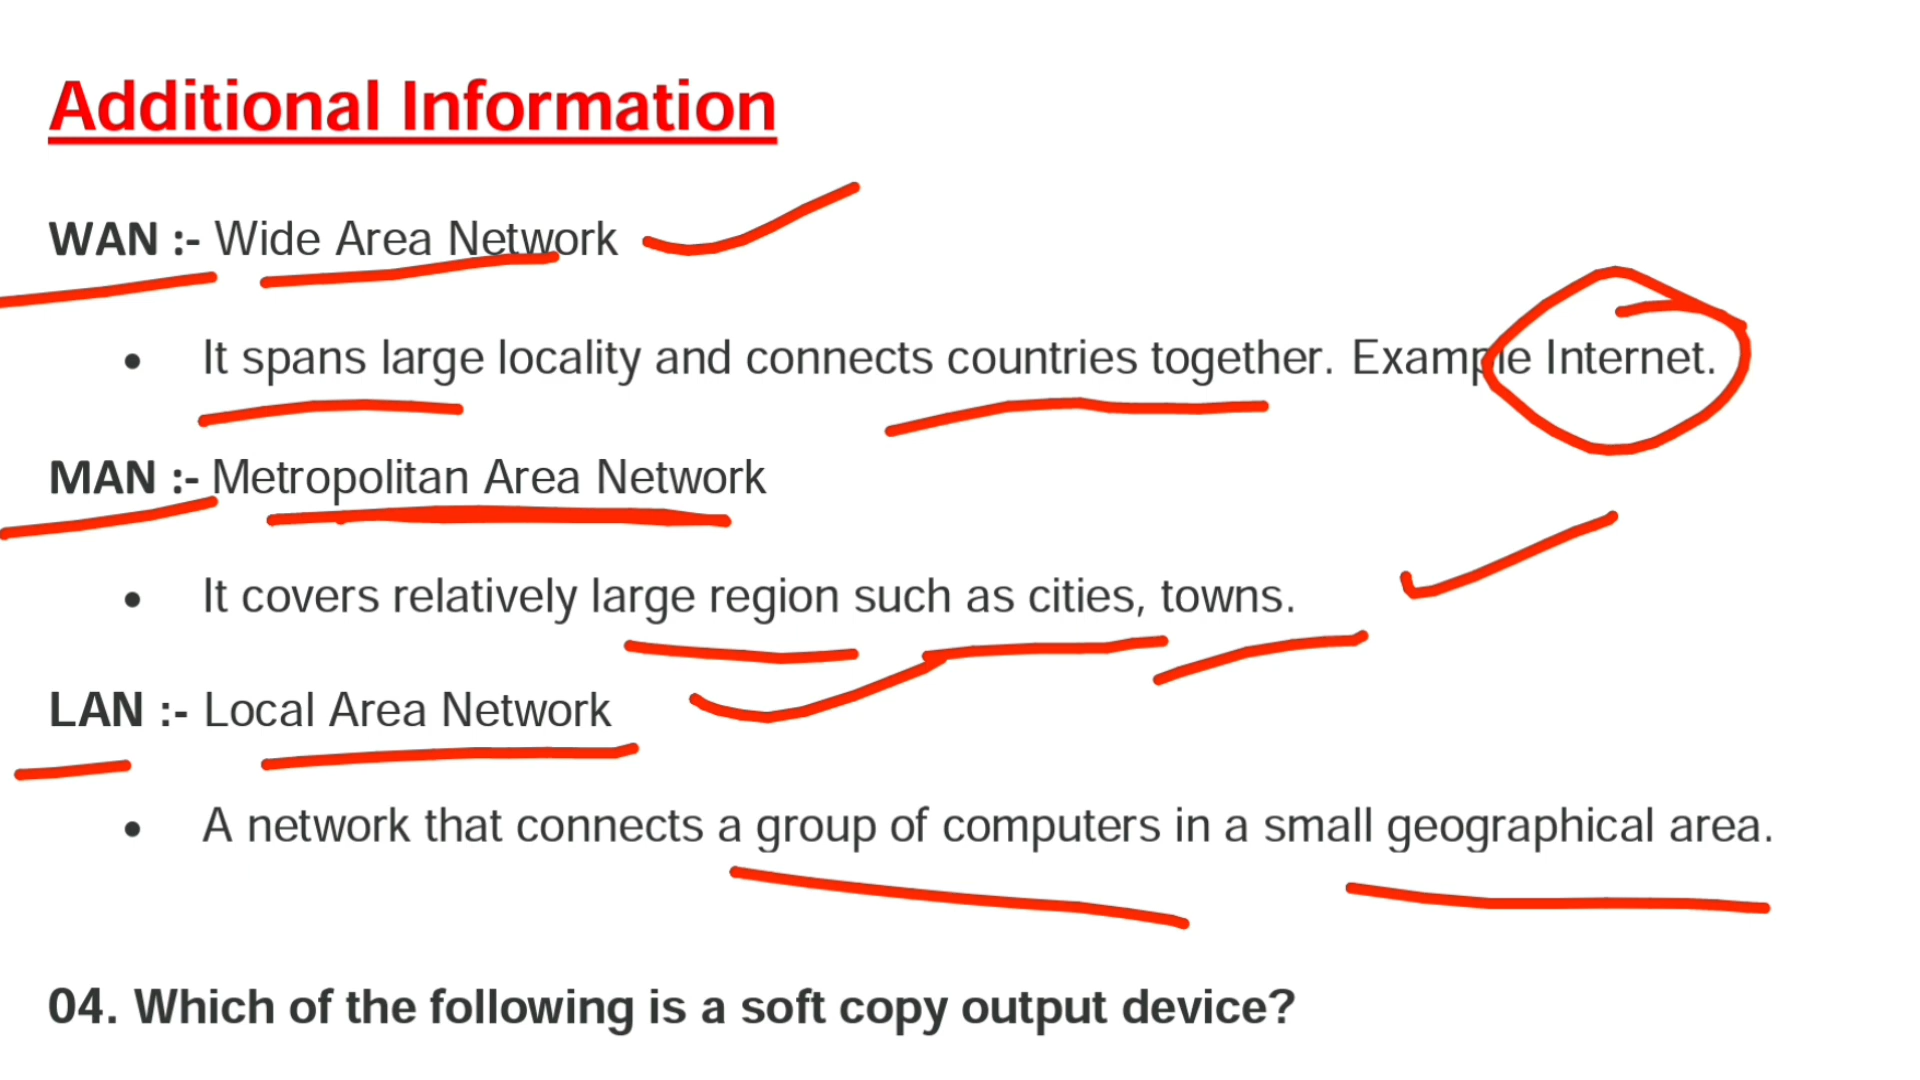 Additional Information
WAN :- Wide Area Network
• It spans large locality and connects countries together. Example Internet.
MAN :- Metropolitan Area Network
• It covers relatively large region such as cities, towns.
LAN :- Local Area Network
• A network that connects a group of computers in a small geographical area.
04. Which of the following is a soft copy output device?